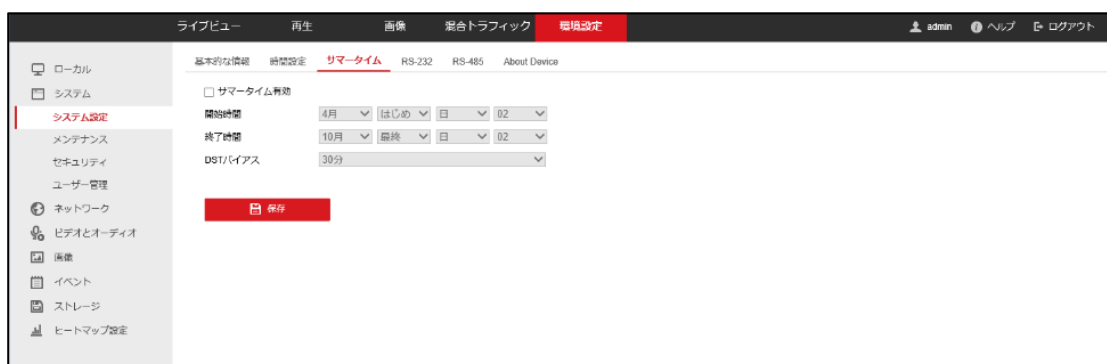 ライブビュー 再生 画像 混合トラフィック 環境設定 admin ヘルプ ログアウト
ローカル
システム
システム設定
メンテナンス
セキュリティ
ユーザー管理
ネットワーク
ビデオとオーディオ
画像
イベント
ストレージ
ヒートマップ設定
基本的な情報 時間設定 サマータイム RS-232 RS-485 About Device
サマータイム有効
開始時間 4月 はじめ 日 02
終了時間 10月 最終 日 02
DSTバイアス 30分
保存